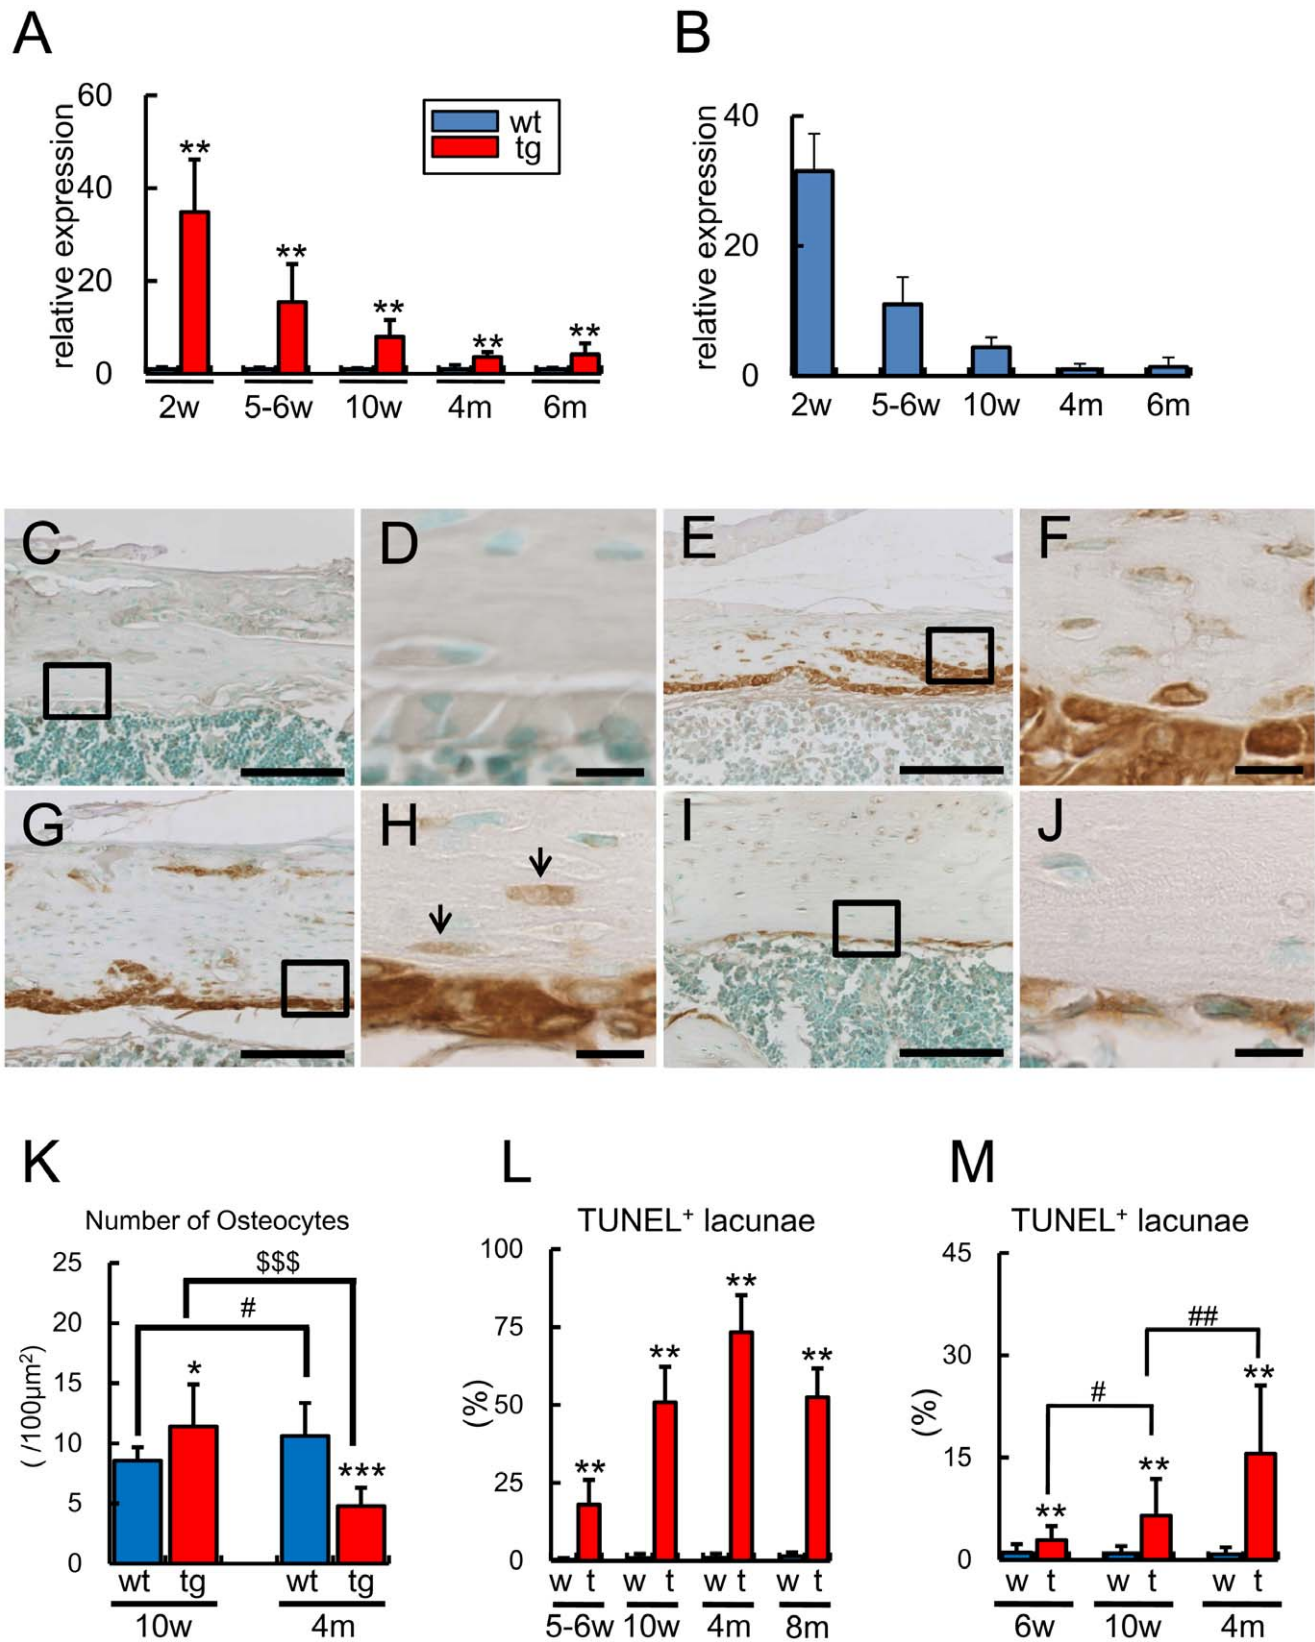 A
60
40
20
0
relative expression
wt
tg
**
**
**
**
**
2w
5-6w
10w
4m
6m
B
40
20
0
relative expression
2w
5-6w
10w
4m
6m
C
D
E
F
G
H
I
J
K
Number of Osteocytes
25
20
15
10
5
0
( /100μm²)
$$$
#
*
***
wt tg
wt tg
10w
4m
L
TUNEL⁺ lacunae
100
75
50
25
0
(%)
**
**
**
**
w t w t w t w t
5-6w 10w 4m 8m
M
TUNEL⁺ lacunae
45
30
15
0
(%)
##
#
**
**
**
w t w t w t
6w 10w 4m